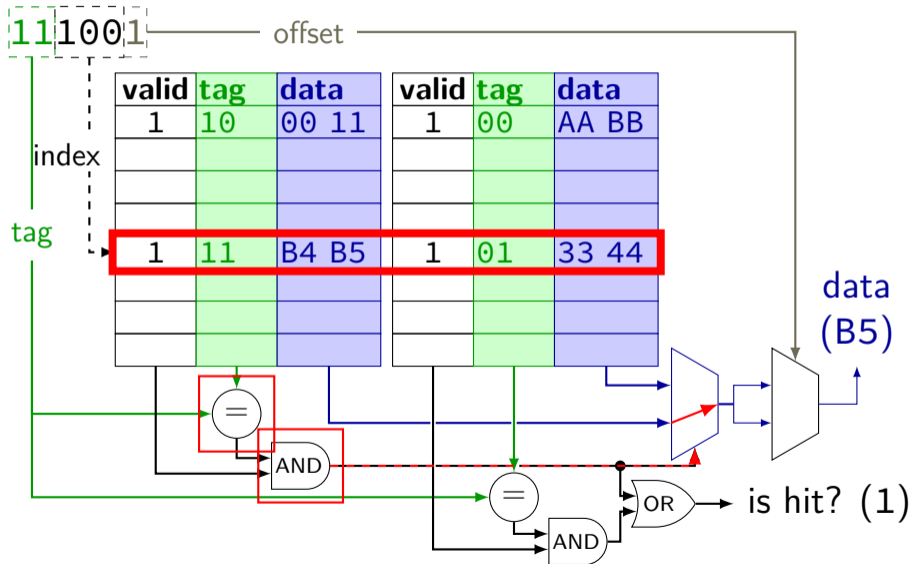 111001
offset
valid tag data valid tag data
1 10 00 11 1 00 AA BB
index
tag
1 11 B4 B5 1 01 33 44
data
(B5)
=
AND
=
OR
is hit? (1)
AND